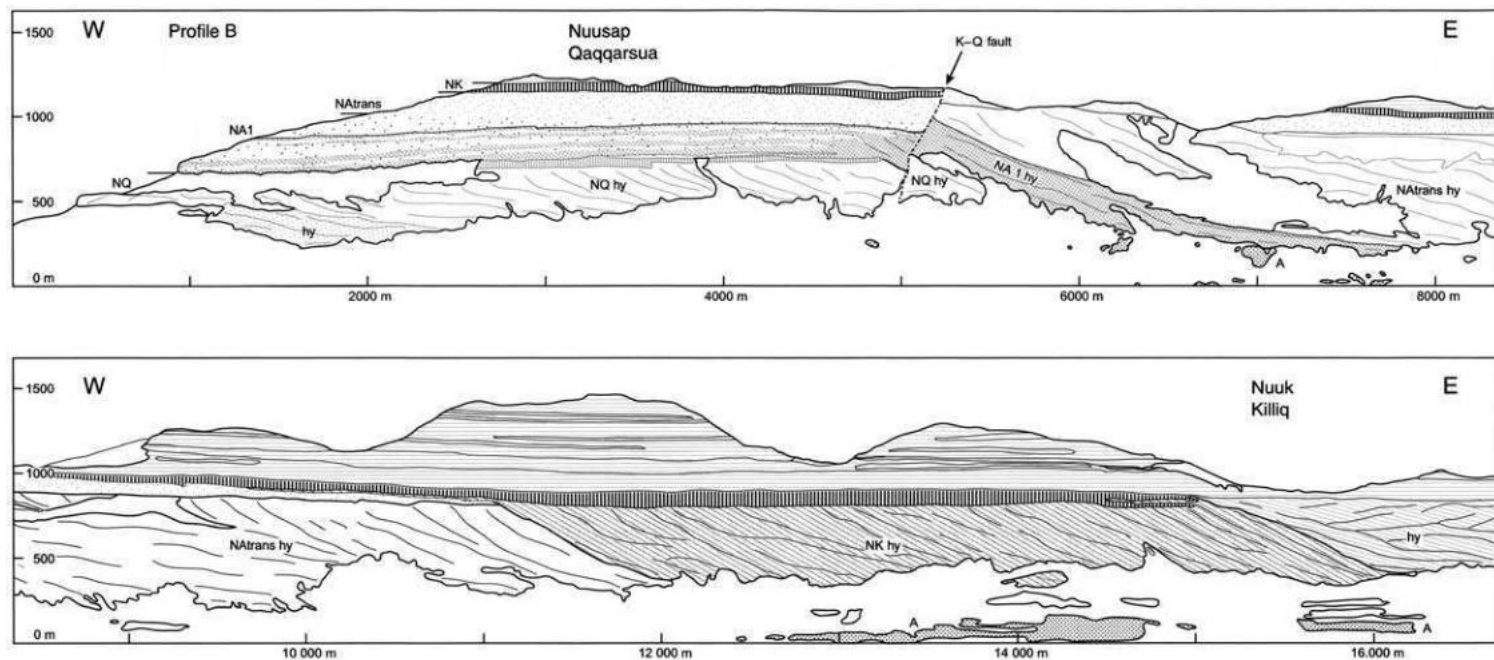 W
Profile B
Nuusap
Qaqqarsua
K–Q fault
E
1500
1000
500
0 m
NK
NAtrans
NA1
NQ
NQ hy
NQ hy
NA 1 hy
NAtrans hy
hy
A
2000 m
4000 m
6000 m
8000 m
W
Nuuk
Killiq
E
1500
1000
500
0 m
NAtrans hy
NK hy
hy
A
A
10 000 m
12 000 m
14 000 m
16 000 m